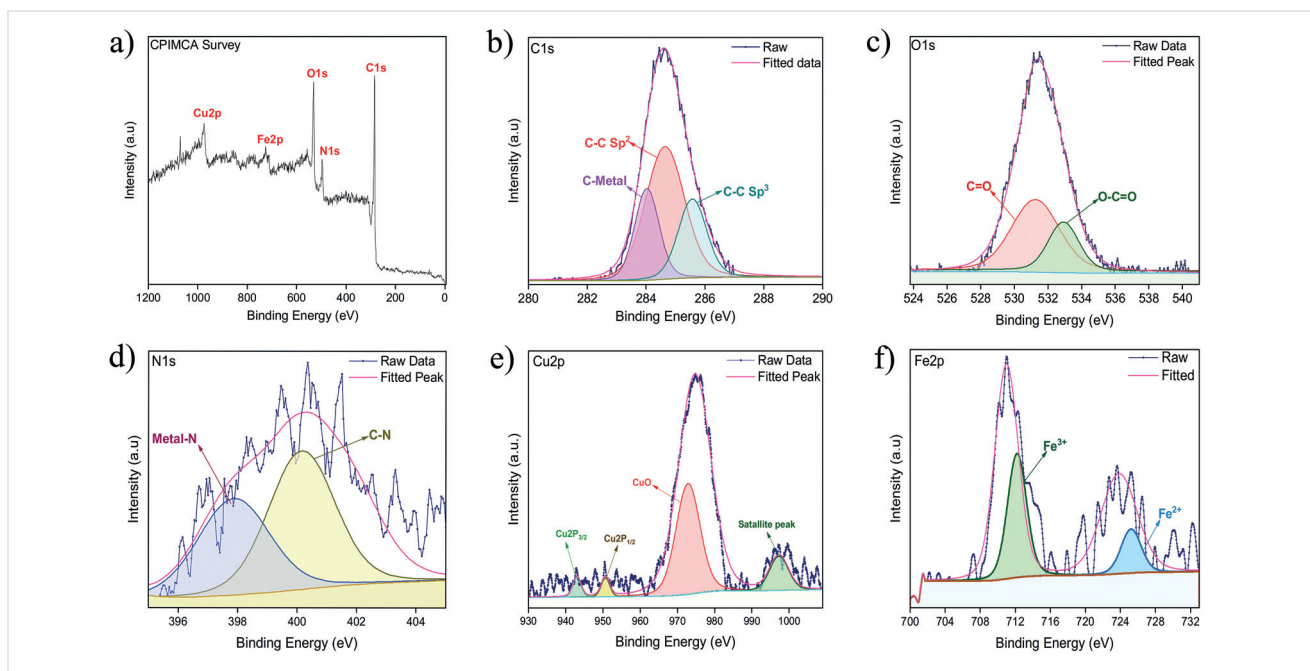 a)
CPIMCA Survey
Cu2p
Fe2p
O1s
N1s
C1s
Intensity (a.u)
1200 1000 800 600 400 200 0
Binding Energy (eV)
b)
C1s
Raw
Fitted data
C-C Sp²
C-Metal
C-C Sp³
Intensity (a.u)
280 282 284 286 288 290
Binding Energy (eV)
c)
O1s
Raw Data
Fitted Peak
C=O
O-C=O
Intensity (a.u)
524 526 528 530 532 534 536 538 540
Binding Energy (eV)
d)
N1s
Raw Data
Fitted Peak
Metal-N
C-N
Intensity (a.u)
396 398 400 402 404
Binding Energy (eV)
e)
Cu2p
Raw Data
Fitted Peak
CuO
Cu2P3/2
Cu2P1/2
Satallite peak
Intensity (a.u.)
930 940 950 960 970 980 990 1000
Binding Energy (eV)
f)
Fe2p
Raw
Fitted
Fe³⁺
Fe²⁺
Intensity (a.u)
700 704 708 712 716 720 724 728 732
Binding Energy (eV)